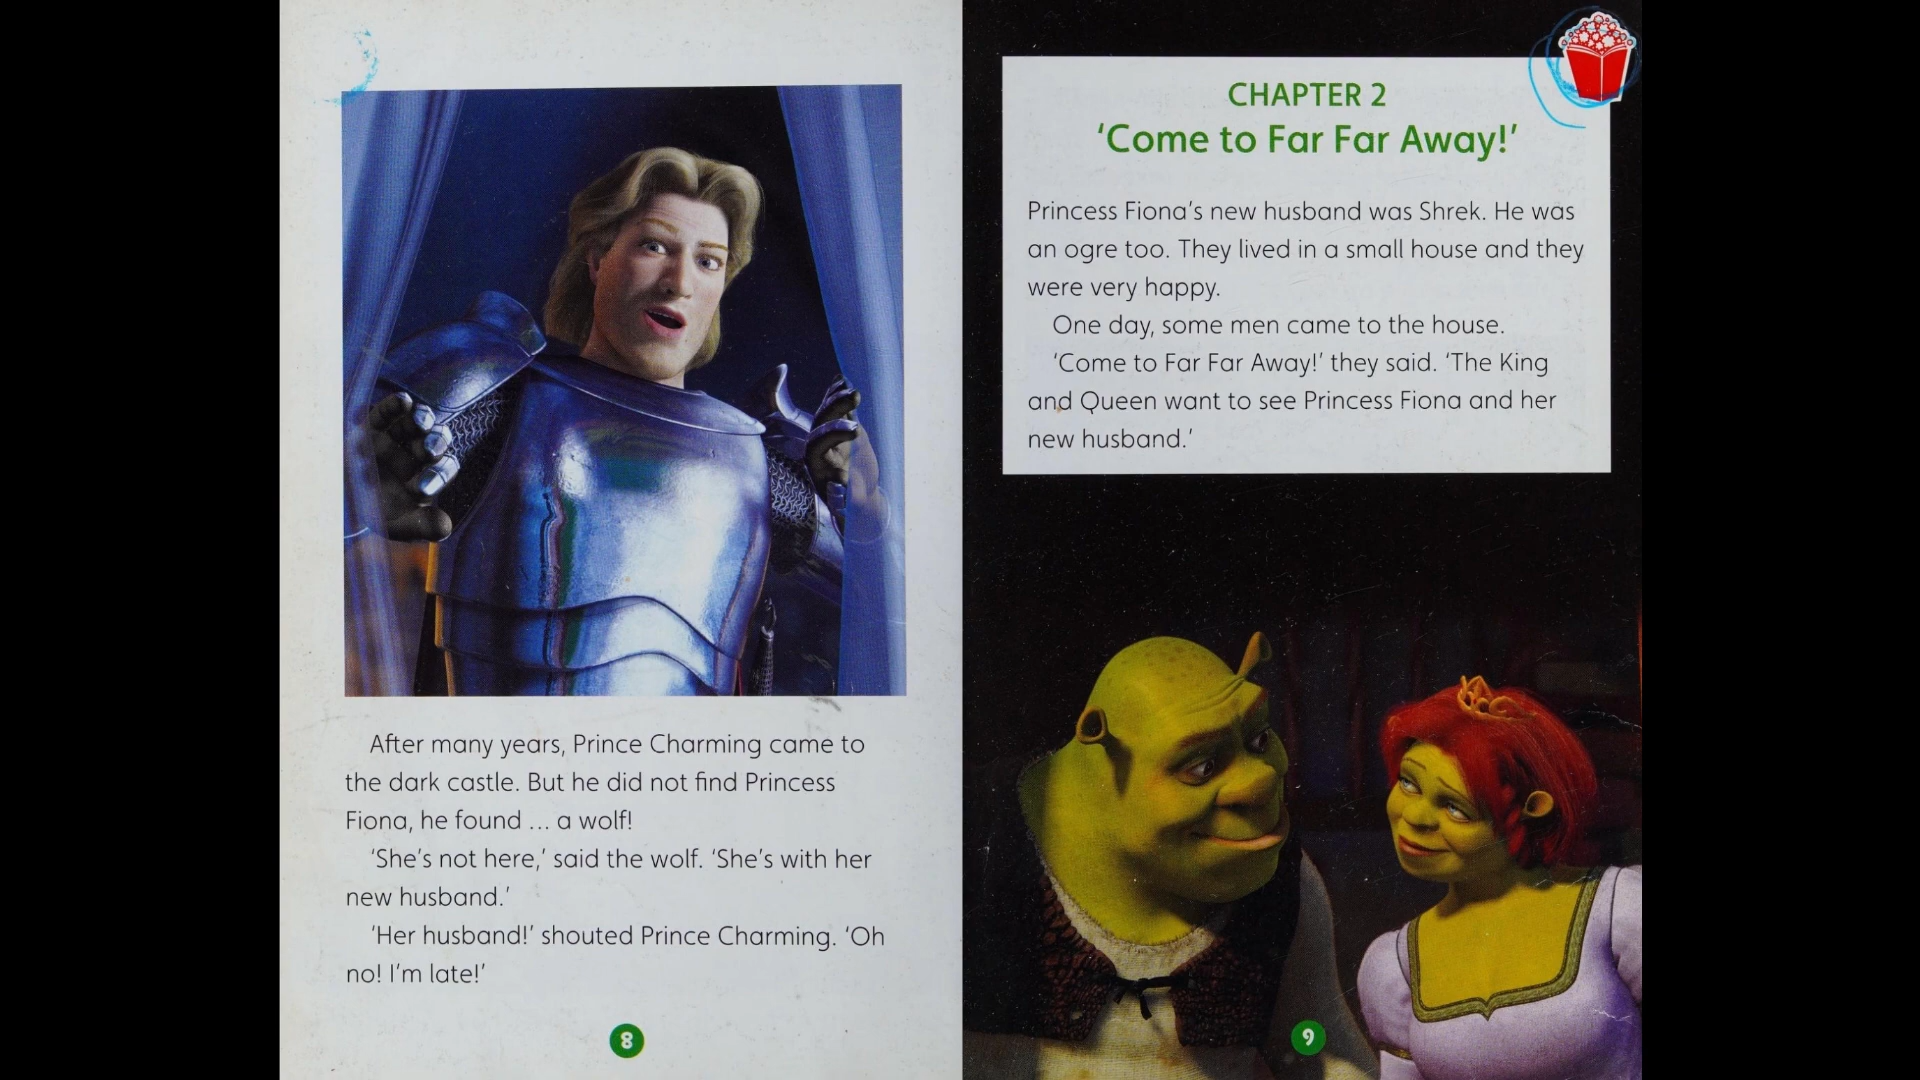 After many years, Prince Charming came to
the dark castle. But he did not find Princess
Fiona, he found ... a wolf!
‘She’s not here,’ said the wolf. ‘She’s with her
new husband.’
‘Her husband!’ shouted Prince Charming. ‘Oh
no! I’m late!’
8
CHAPTER 2
‘Come to Far Far Away!’
Princess Fiona’s new husband was Shrek. He was
an ogre too. They lived in a small house and they
were very happy.
One day, some men came to the house.
‘Come to Far Far Away!’ they said. ‘The King
and Queen want to see Princess Fiona and her
new husband.’
9